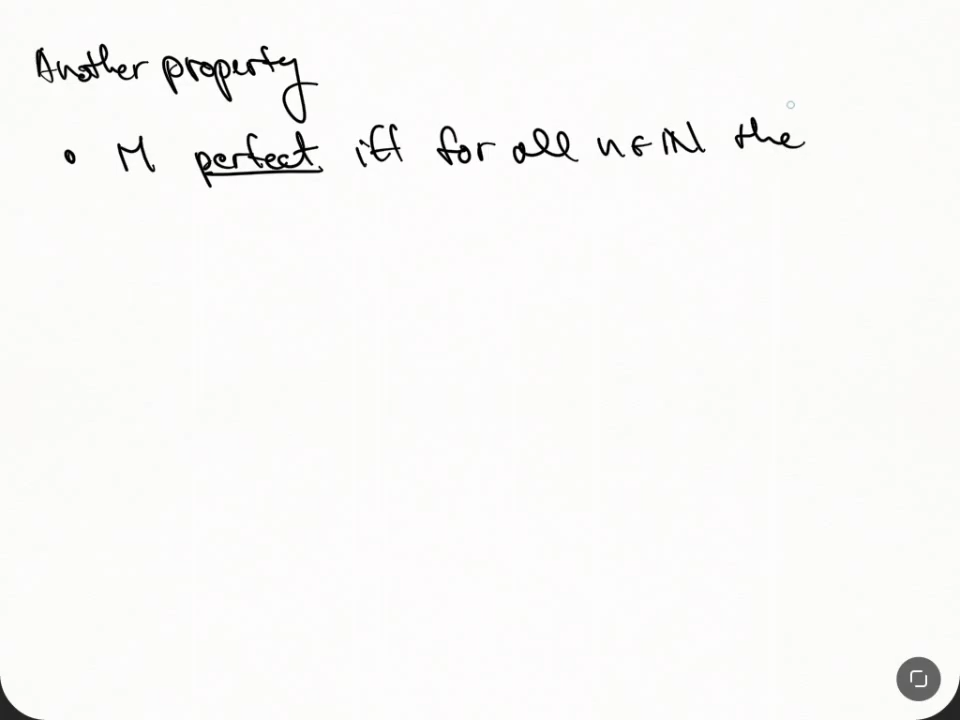 Another property
• M perfect iff for all n ∈ ℕ the